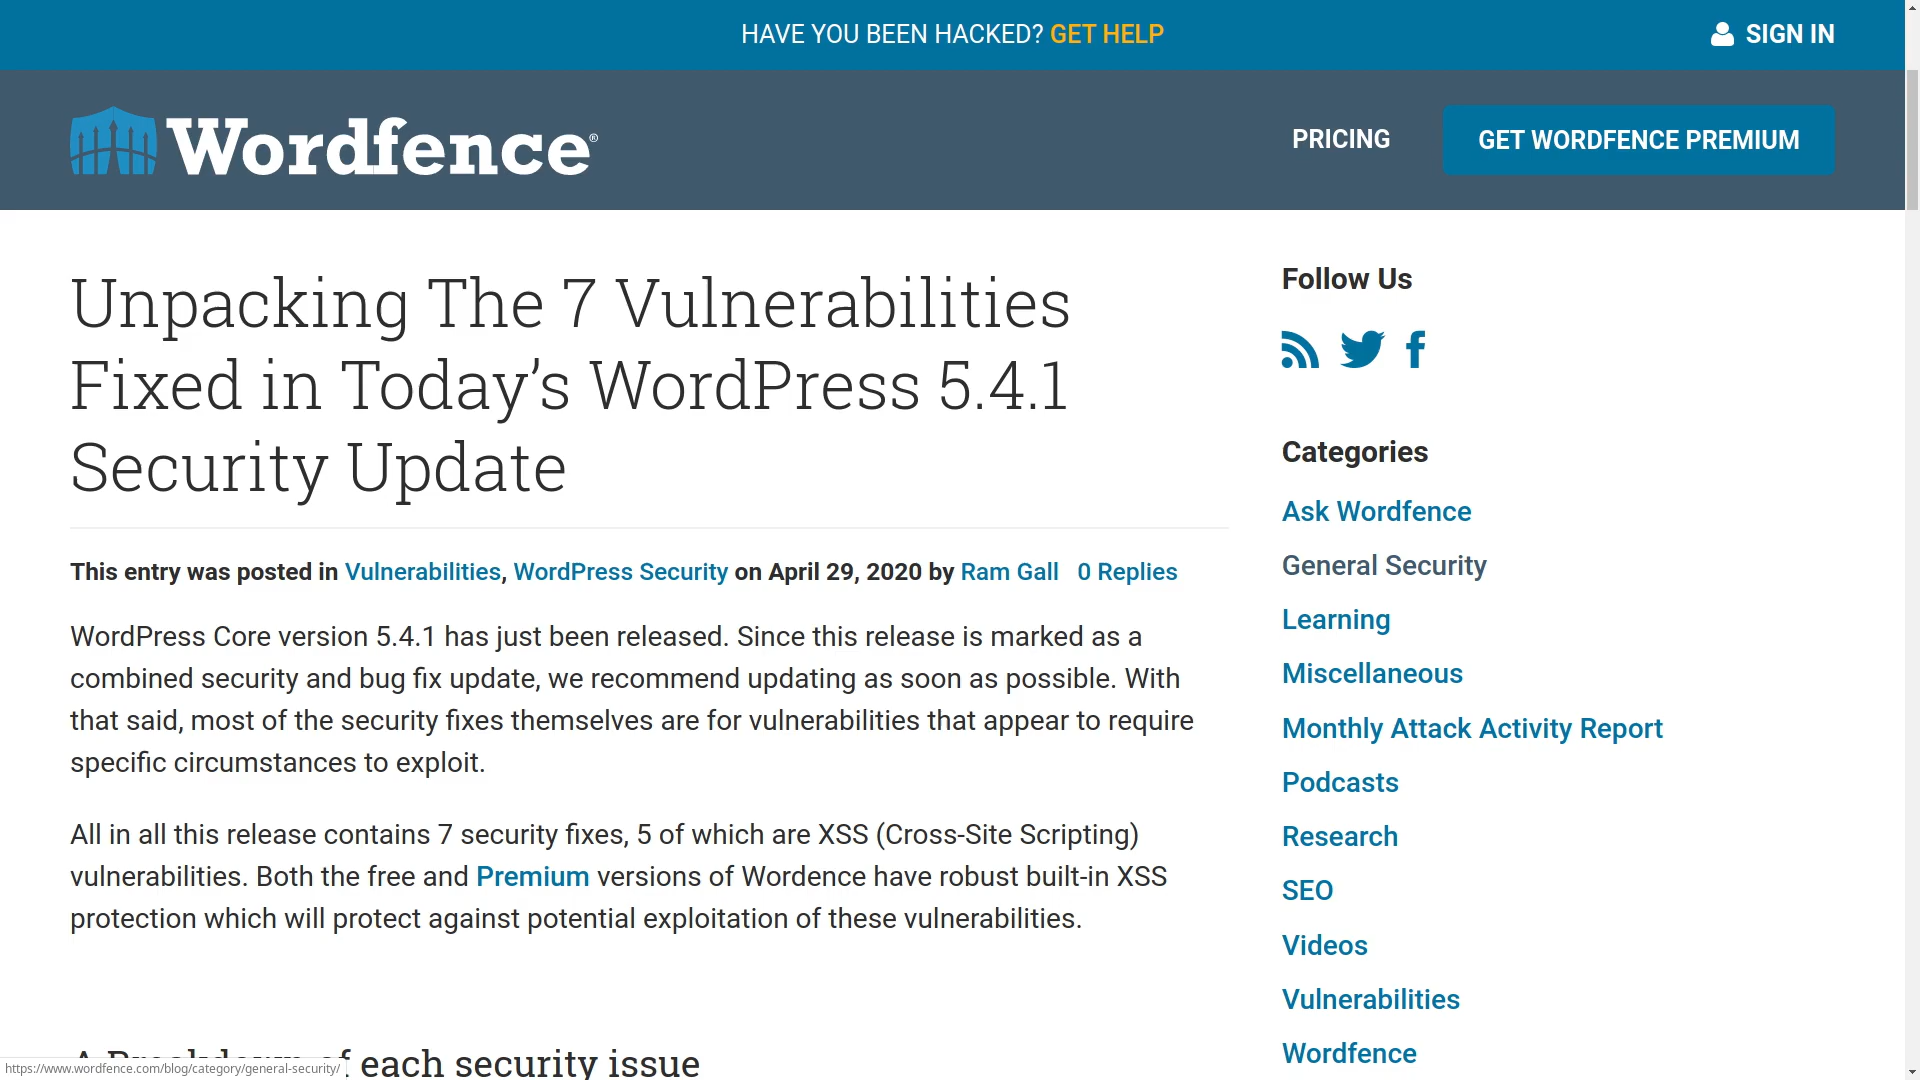 HAVE YOU BEEN HACKED? GET HELP
SIGN IN
Wordfence®
PRICING
GET WORDFENCE PREMIUM
Unpacking The 7 Vulnerabilities
Fixed in Today’s WordPress 5.4.1
Security Update
This entry was posted in Vulnerabilities, WordPress Security on April 29, 2020 by Ram Gall 0 Replies
WordPress Core version 5.4.1 has just been released. Since this release is marked as a
combined security and bug fix update, we recommend updating as soon as possible. With
that said, most of the security fixes themselves are for vulnerabilities that appear to require
specific circumstances to exploit.
All in all this release contains 7 security fixes, 5 of which are XSS (Cross-Site Scripting)
vulnerabilities. Both the free and Premium versions of Wordence have robust built-in XSS
protection which will protect against potential exploitation of these vulnerabilities.
A Breakdown of each security issue
Follow Us
Categories
Ask Wordfence
General Security
Learning
Miscellaneous
Monthly Attack Activity Report
Podcasts
Research
SEO
Videos
Vulnerabilities
Wordfence
https://www.wordfence.com/blog/category/general-security/